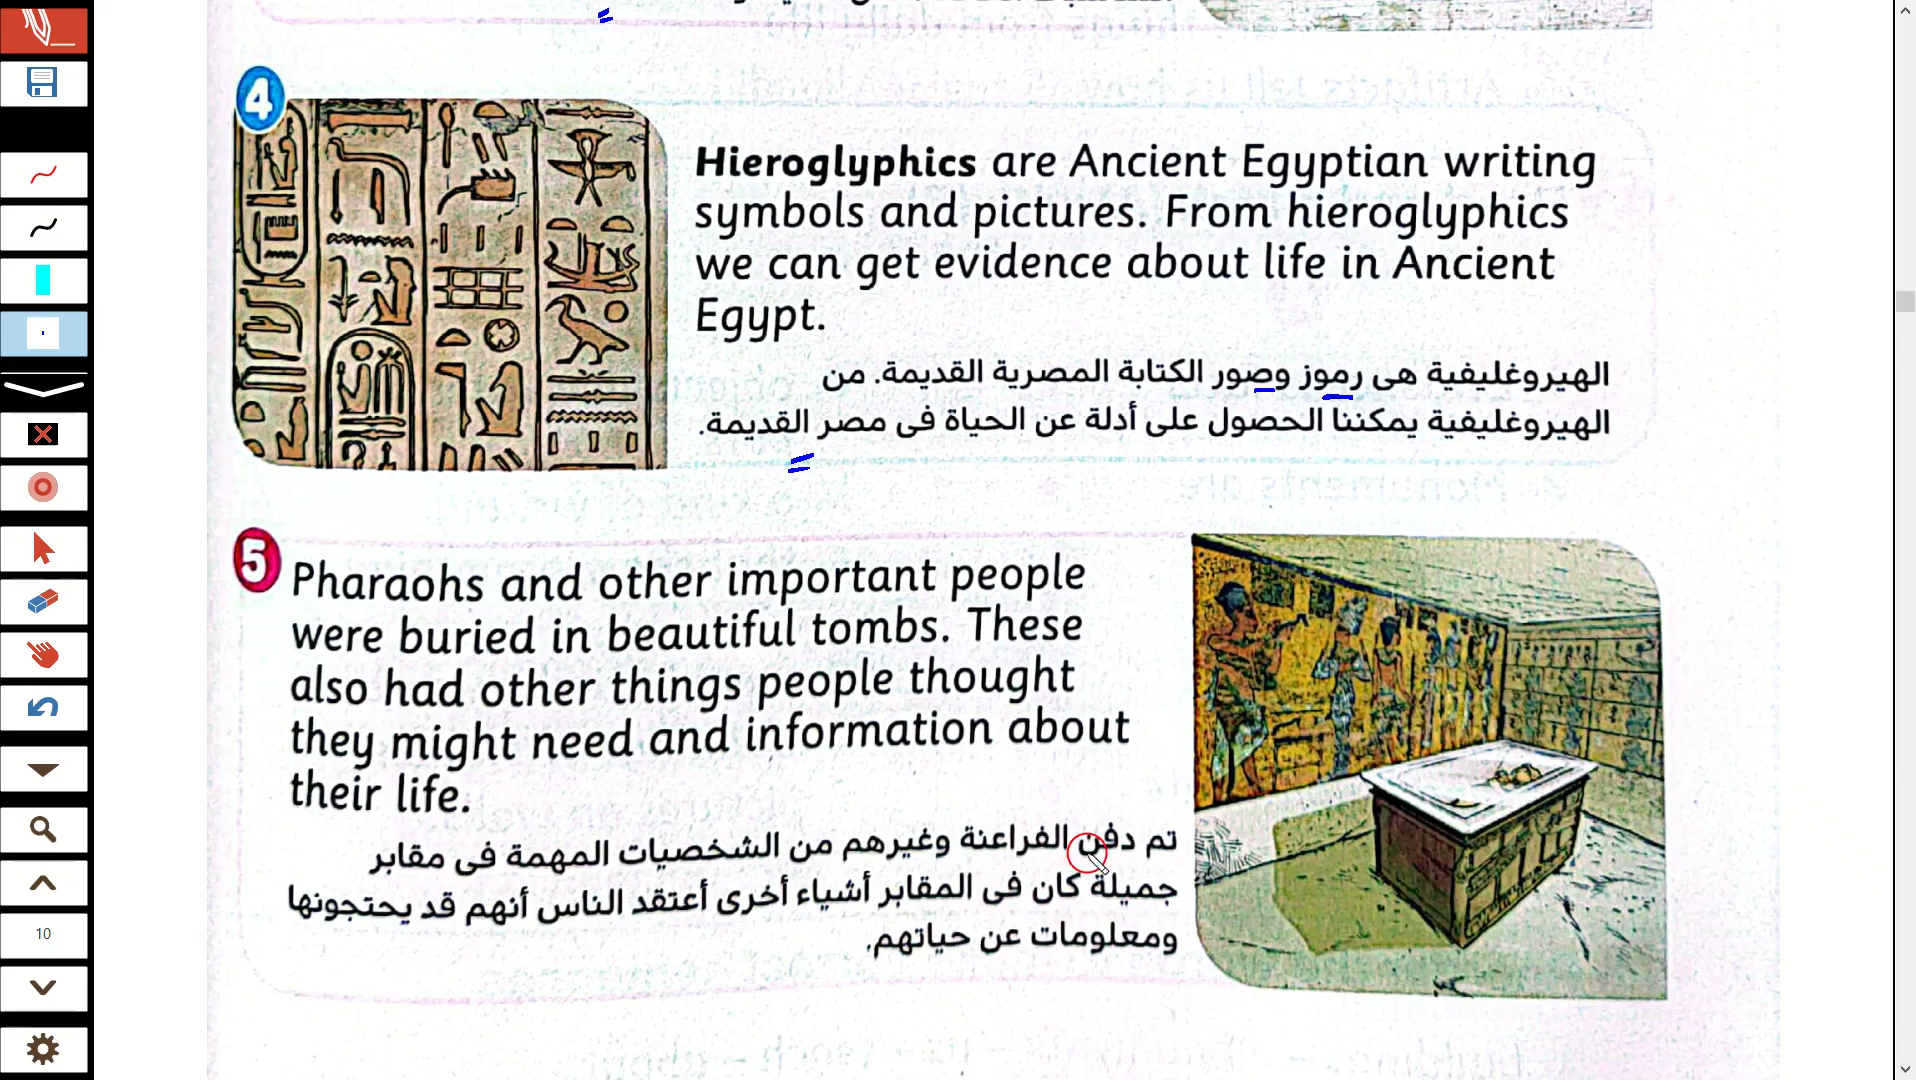 4
Hieroglyphics are Ancient Egyptian writing
symbols and pictures. From hieroglyphics
we can get evidence about life in Ancient
Egypt.
الهيروغليفية هى رموز وصور الكتابة المصرية القديمة. من
الهيروغليفية يمكننا الحصول على أدلة عن الحياة فى مصر القديمة.
5
Pharaohs and other important people
were buried in beautiful tombs. These
also had other things people thought
they might need and information about
their life.
تم دفن الفراعنة وغيرهم من الشخصيات المهمة فى مقابر
جميلة كان فى المقابر أشياء أخرى أعتقد الناس أنهم قد يحتجونها
ومعلومات عن حياتهم.
10